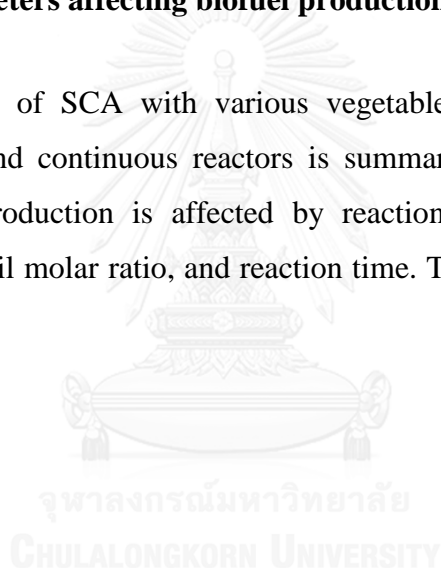 eters affecting biofuel production
of SCA with various vegetable
nd continuous reactors is summar
roduction is affected by reaction
il molar ratio, and reaction time. T
จุฬาลงกรณ์มหาวิทยาลัย
CHULALONGKORN UNIVERSITY